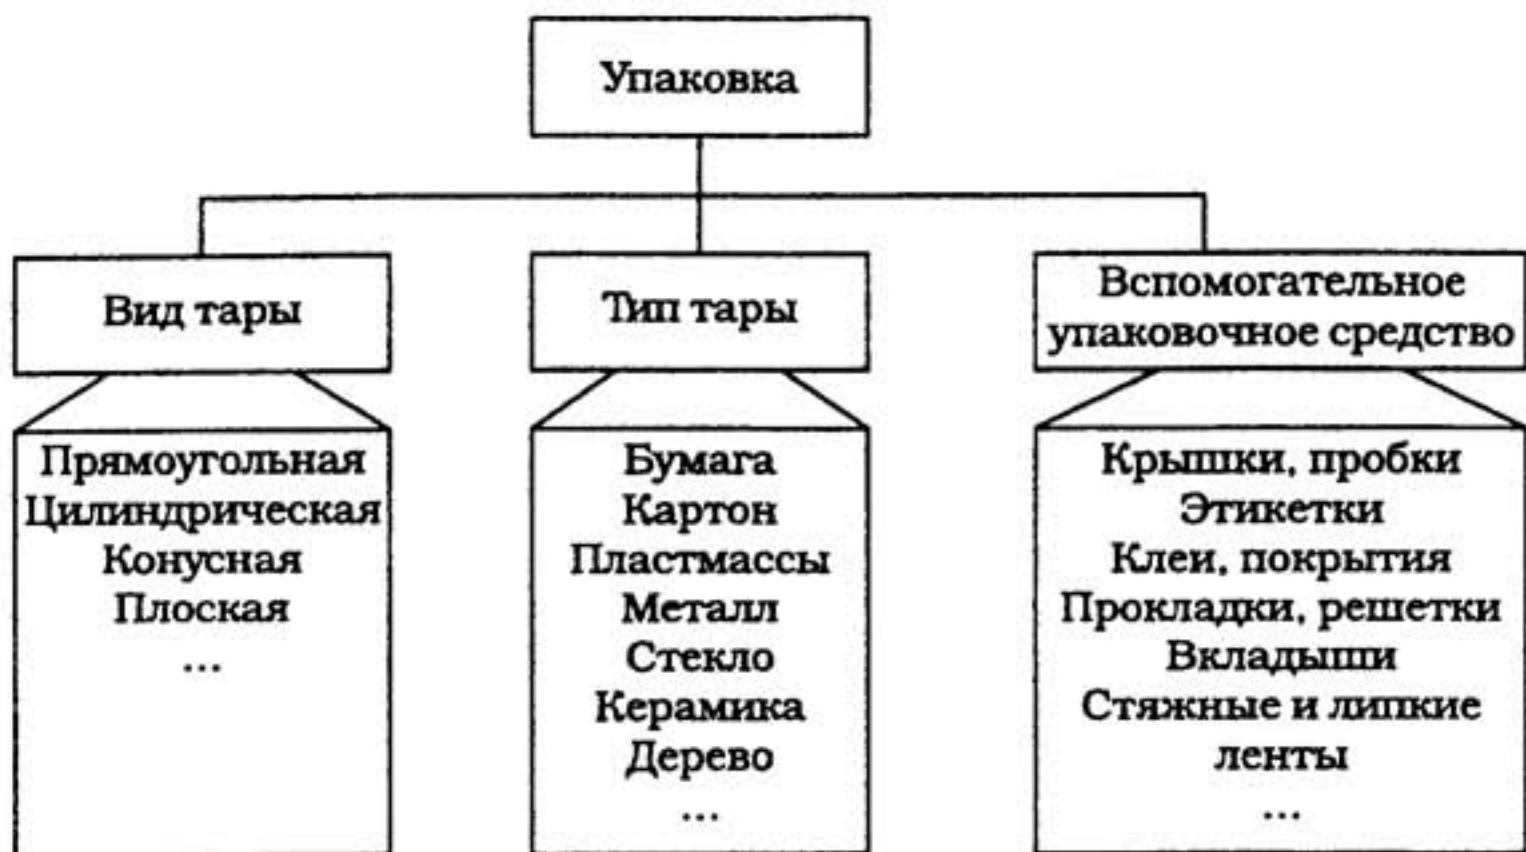 Упаковка
Вид тары
Тип тары
Вспомогательное
упаковочное средство
Прямоугольная
Цилиндрическая
Конусная
Плоская
...
Бумага
Картон
Пластмассы
Металл
Стекло
Керамика
Дерево
...
Крышки, пробки
Этикетки
Клеи, покрытия
Прокладки, решетки
Вкладыши
Стяжные и липкие
ленты
...